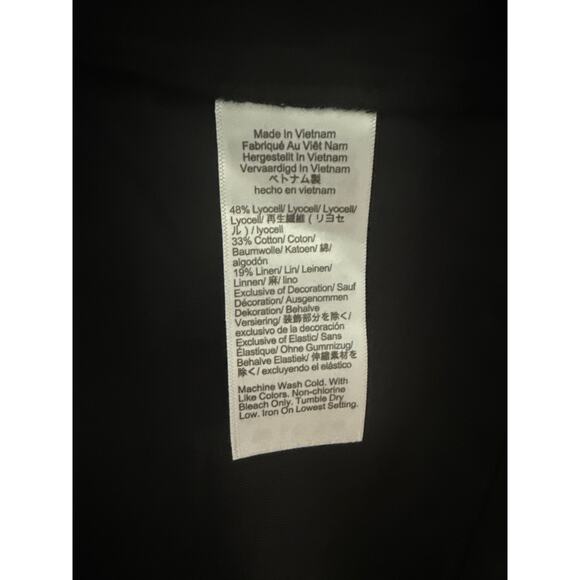 Made In Vietnam
Fabriqué Au Viêt Nam
Hergestellt In Vietnam
Vervaardigd In Vietnam
ベトナム製
hecho en vietnam
48% Lyocell/ Lyocell/ Lyocell/
Lyocell/ 再生繊維 ( リヨセ
ル ) / lyocell
33% Cotton/ Coton/
Baumwolle/ Katoen/ 綿/
algodón
19% Linen/ Lin/ Leinen/
Linnen/ 麻/ lino
Exclusive of Decoration/ Sauf
Décoration/ Ausgenommen
Dekoration/ Behalve
Versiering/ 装飾部分を除く/
exclusivo de la decoración
Exclusive of Elastic/ Sans
Élastique/ Ohne Gummizug/
Behalve Elastiek/ 伸縮素材を
除く/ excluyendo el elástico
Machine Wash Cold. With
Like Colors. Non-chlorine
Bleach Only. Tumble Dry
Low. Iron On Lowest Setting.